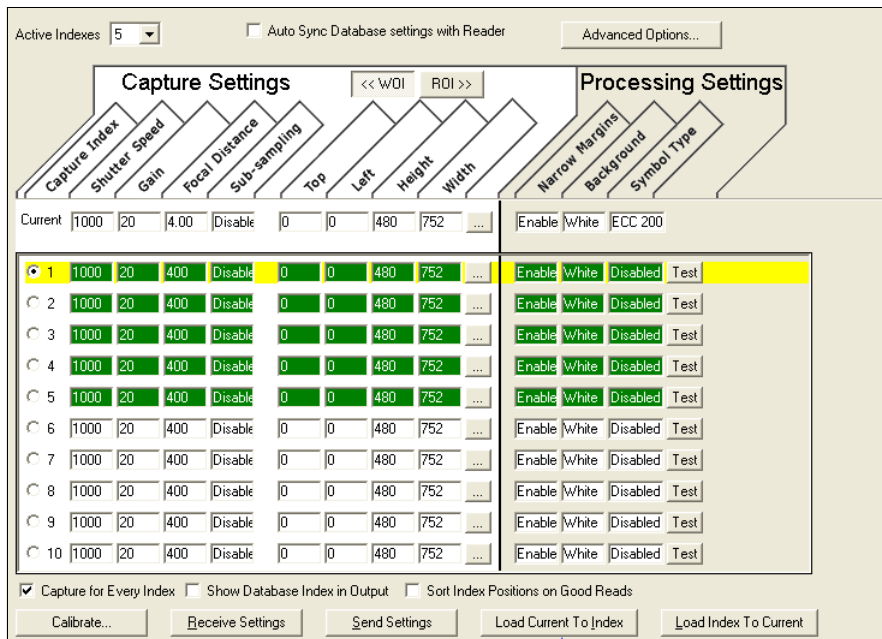 Active Indexes 5 Auto Sync Database settings with Reader Advanced Options...
Capture Settings << WOI ROI >> Processing Settings
Capture Index Shutter Speed Gain Focal Distance Sub-sampling Top Left Height Width Narrow Margins Background Symbol Type
Current 1000 20 4.00 Disable 0 0 480 752 ... Enable White ECC 200
1 1000 20 400 Disable 0 0 480 752 ... Enable White Disabled Test
2 1000 20 400 Disable 0 0 480 752 ... Enable White Disabled Test
3 1000 20 400 Disable 0 0 480 752 ... Enable White Disabled Test
4 1000 20 400 Disable 0 0 480 752 ... Enable White Disabled Test
5 1000 20 400 Disable 0 0 480 752 ... Enable White Disabled Test
6 1000 20 400 Disable 0 0 480 752 ... Enable White Disabled Test
7 1000 20 400 Disable 0 0 480 752 ... Enable White Disabled Test
8 1000 20 400 Disable 0 0 480 752 ... Enable White Disabled Test
9 1000 20 400 Disable 0 0 480 752 ... Enable White Disabled Test
10 1000 20 400 Disable 0 0 480 752 ... Enable White Disabled Test
Capture for Every Index Show Database Index in Output Sort Index Positions on Good Reads
Calibrate... Receive Settings Send Settings Load Current To Index Load Index To Current